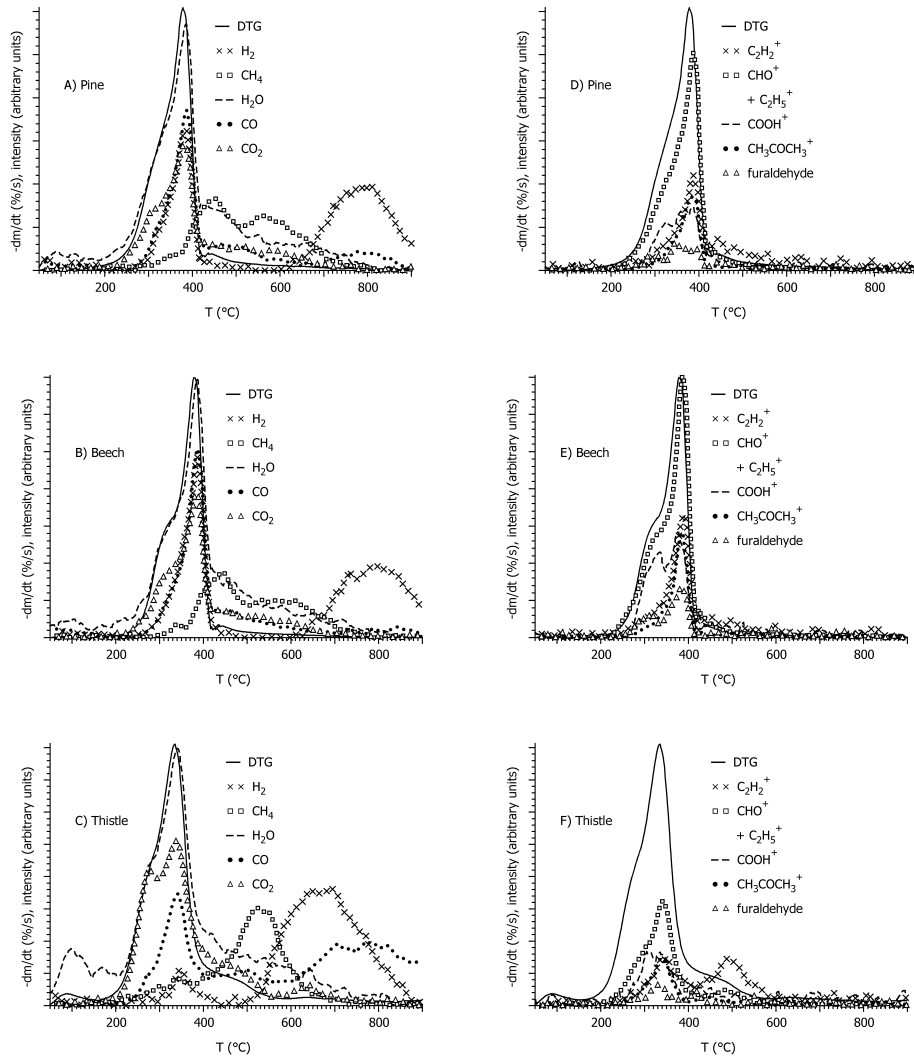 -dm/dt (%/s), intensity (arbitrary units)
A) Pine
DTG
H2
CH4
H2O
CO
CO2
200 400 600 800
T (°C)
-dm/dt (%/s), intensity (arbitrary units)
D) Pine
DTG
C2H2+
CHO+
+ C2H5+
COOH+
CH3COCH3+
furaldehyde
200 400 600 800
T (°C)
-dm/dt (%/s), intensity (arbitrary units)
B) Beech
DTG
H2
CH4
H2O
CO
CO2
200 400 600 800
T (°C)
-dm/dt (%/s), intensity (arbitrary units)
E) Beech
DTG
C2H2+
CHO+
+ C2H5+
COOH+
CH3COCH3+
furaldehyde
200 400 600 800
T (°C)
-dm/dt (%/s), intensity (arbitrary units)
C) Thistle
DTG
H2
CH4
H2O
CO
CO2
200 400 600 800
T (°C)
-dm/dt (%/s), intensity (arbitrary units)
F) Thistle
DTG
C2H2+
CHO+
+ C2H5+
COOH+
CH3COCH3+
furaldehyde
200 400 600 800
T (°C)